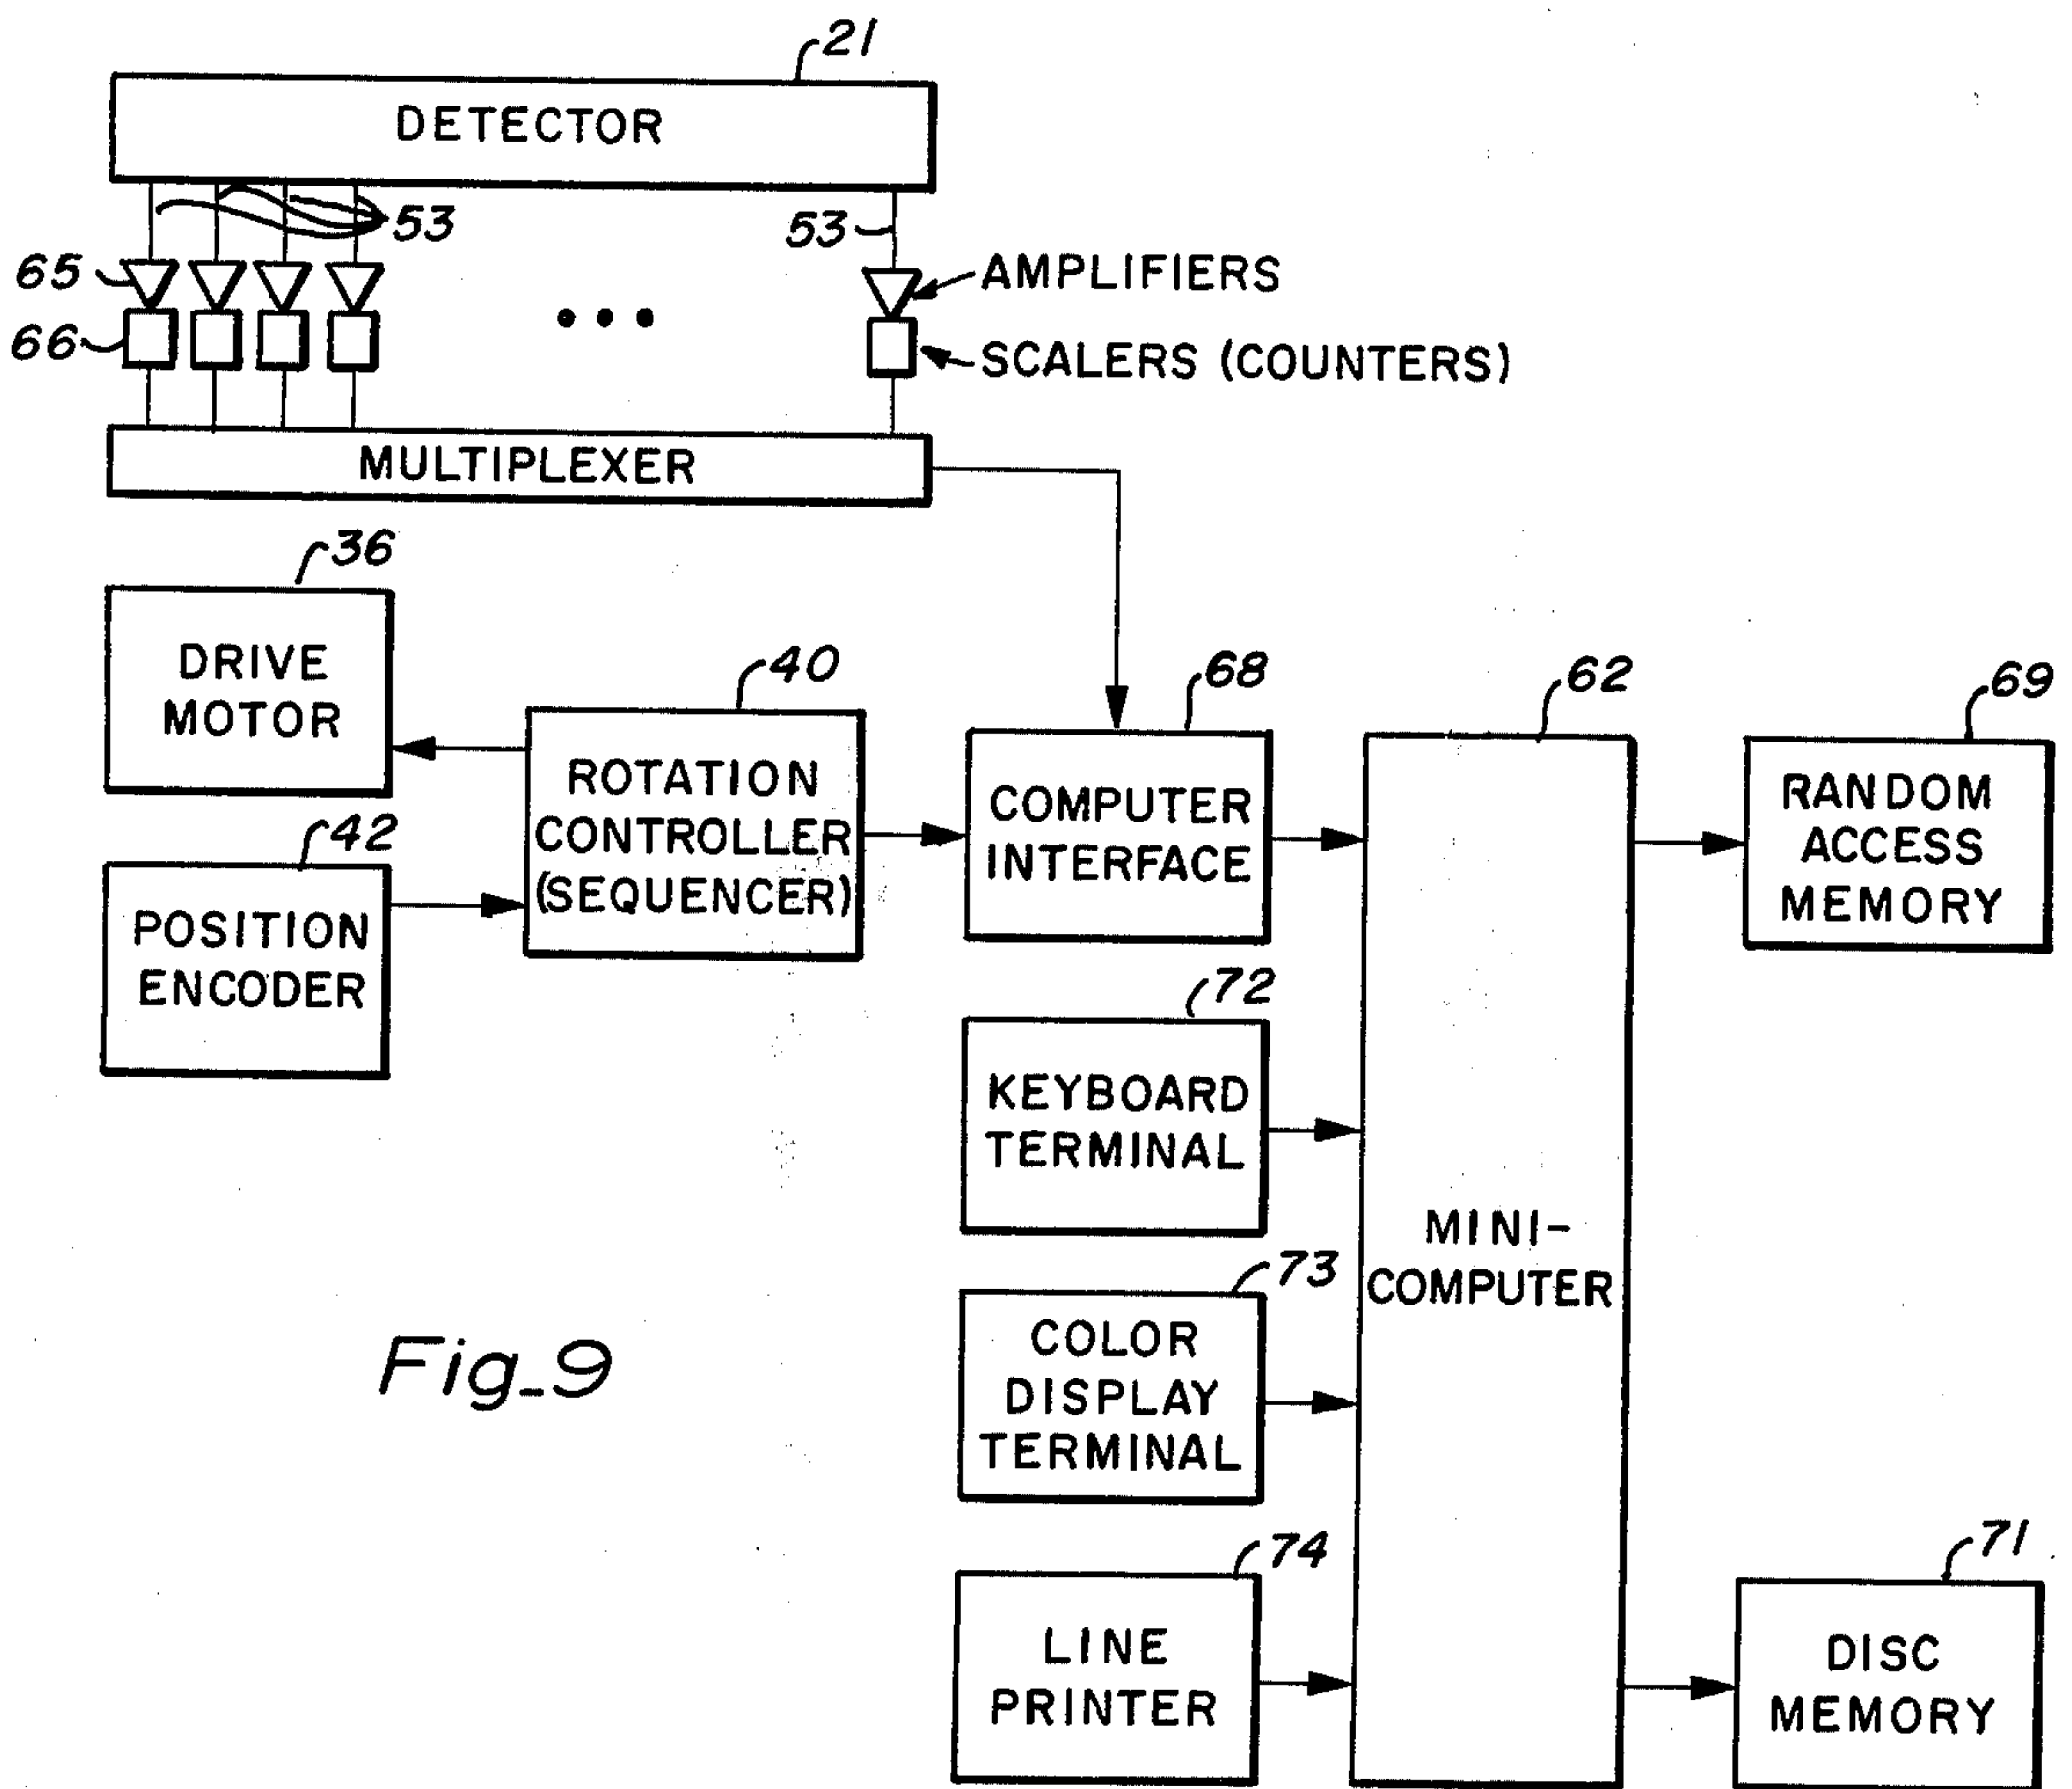 21
DETECTOR
53
53
65
AMPLIFIERS
66
SCALERS (COUNTERS)
MULTIPLEXER
36
DRIVE
MOTOR
40
ROTATION
CONTROLLER
(SEQUENCER)
42
POSITION
ENCODER
68
COMPUTER
INTERFACE
62
MINI-
COMPUTER
69
RANDOM
ACCESS
MEMORY
72
KEYBOARD
TERMINAL
73
COLOR
DISPLAY
TERMINAL
74
LINE
PRINTER
71
DISC
MEMORY
Fig_9